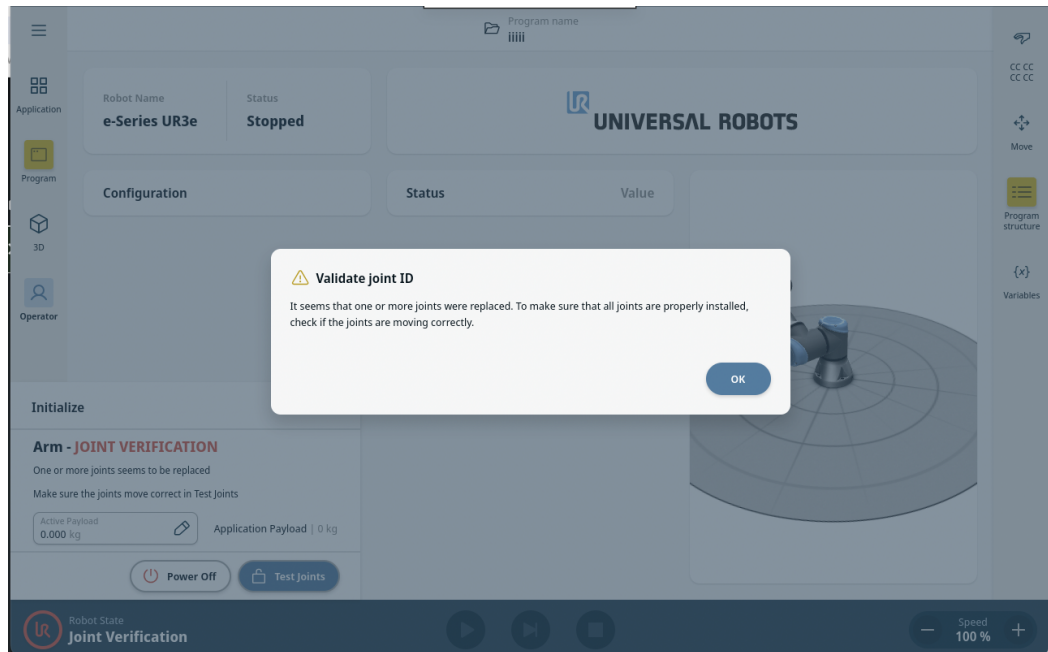 Program name
iiiii
Application
Program
3D
Operator
Robot Name
e-Series UR3e
Status
Stopped
UR
UNIVERSAL ROBOTS
Configuration
Status
Value
Validate joint ID
It seems that one or more joints were replaced. To make sure that all joints are properly installed,
check if the joints are moving correctly.
OK
Initialize
Arm - JOINT VERIFICATION
One or more joints seems to be replaced
Make sure the joints move correct in Test Joints
Active Payload
0.000 kg
Application Payload | 0 kg
Power Off
Test Joints
CC CC
CC CC
Move
Program
structure
{x}
Variables
UR
Robot State
Joint Verification
Speed
100 %